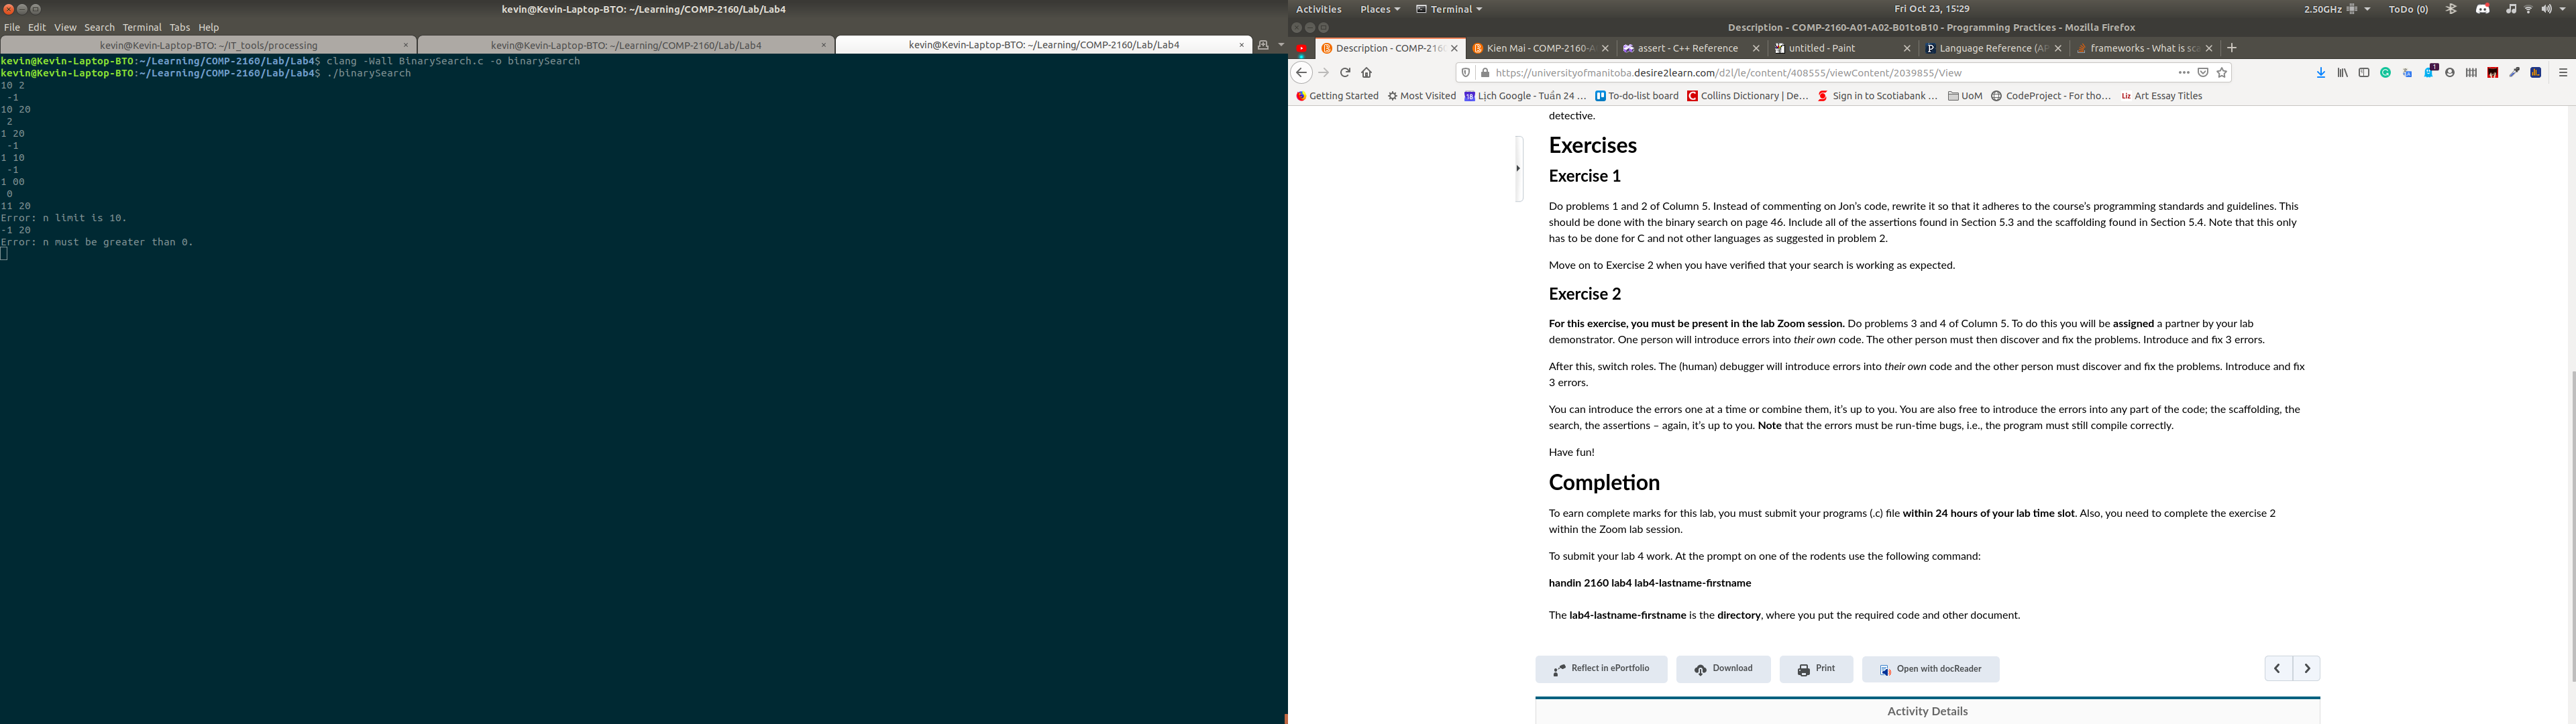 kevin@Kevin-Laptop-BTO: ~/Learning/COMP-2160/Lab/Lab4
File Edit View Search Terminal Tabs Help
kevin@Kevin-Laptop-BTO: ~/IT_tools/processing × kevin@Kevin-Laptop-BTO: ~/Learning/COMP-2160/Lab/Lab4 × kevin@Kevin-Laptop-BTO: ~/Learning/COMP-2160/Lab/Lab4 ×
kevin@Kevin-Laptop-BTO:~/Learning/COMP-2160/Lab/Lab4$ clang -Wall BinarySearch.c -o binarySearch
kevin@Kevin-Laptop-BTO:~/Learning/COMP-2160/Lab/Lab4$ ./binarySearch
10 2
-1
10 20
2
1 20
-1
1 10
-1
1 00
0
11 20
Error: n limit is 10.
-1 20
Error: n must be greater than 0.
Activities Places Terminal Fri Oct 23, 15:29 2.50GHz ToDo (0)
Description - COMP-2160-A01-A02-B01toB10 - Programming Practices - Mozilla Firefox
Description - COMP-216 Kien Mai - COMP-2160-A assert - C++ Reference untitled - Paint Language Reference (AP frameworks - What is sca
https://universityofmanitoba.desire2learn.com/d2l/le/content/408555/viewContent/2039855/View
Getting Started Most Visited Lịch Google - Tuần 24 ... To-do-list board Collins Dictionary | De... Sign in to Scotiabank ... UoM CodeProject - For tho... Liz Art Essay Titles
detective.
Exercises
Exercise 1
Do problems 1 and 2 of Column 5. Instead of commenting on Jon's code, rewrite it so that it adheres to the course's programming standards and guidelines. This
should be done with the binary search on page 46. Include all of the assertions found in Section 5.3 and the scaffolding found in Section 5.4. Note that this only
has to be done for C and not other languages as suggested in problem 2.
Move on to Exercise 2 when you have verified that your search is working as expected.
Exercise 2
For this exercise, you must be present in the lab Zoom session. Do problems 3 and 4 of Column 5. To do this you will be assigned a partner by your lab
demonstrator. One person will introduce errors into their own code. The other person must then discover and fix the problems. Introduce and fix 3 errors.
After this, switch roles. The (human) debugger will introduce errors into their own code and the other person must discover and fix the problems. Introduce and fix
3 errors.
You can introduce the errors one at a time or combine them, it's up to you. You are also free to introduce the errors into any part of the code; the scaffolding, the
search, the assertions – again, it's up to you. Note that the errors must be run-time bugs, i.e., the program must still compile correctly.
Have fun!
Completion
To earn complete marks for this lab, you must submit your programs (.c) file within 24 hours of your lab time slot. Also, you need to complete the exercise 2
within the Zoom lab session.
To submit your lab 4 work. At the prompt on one of the rodents use the following command:
handin 2160 lab4 lab4-lastname-firstname
The lab4-lastname-firstname is the directory, where you put the required code and other document.
Reflect in ePortfolio Download Print Open with docReader
Activity Details